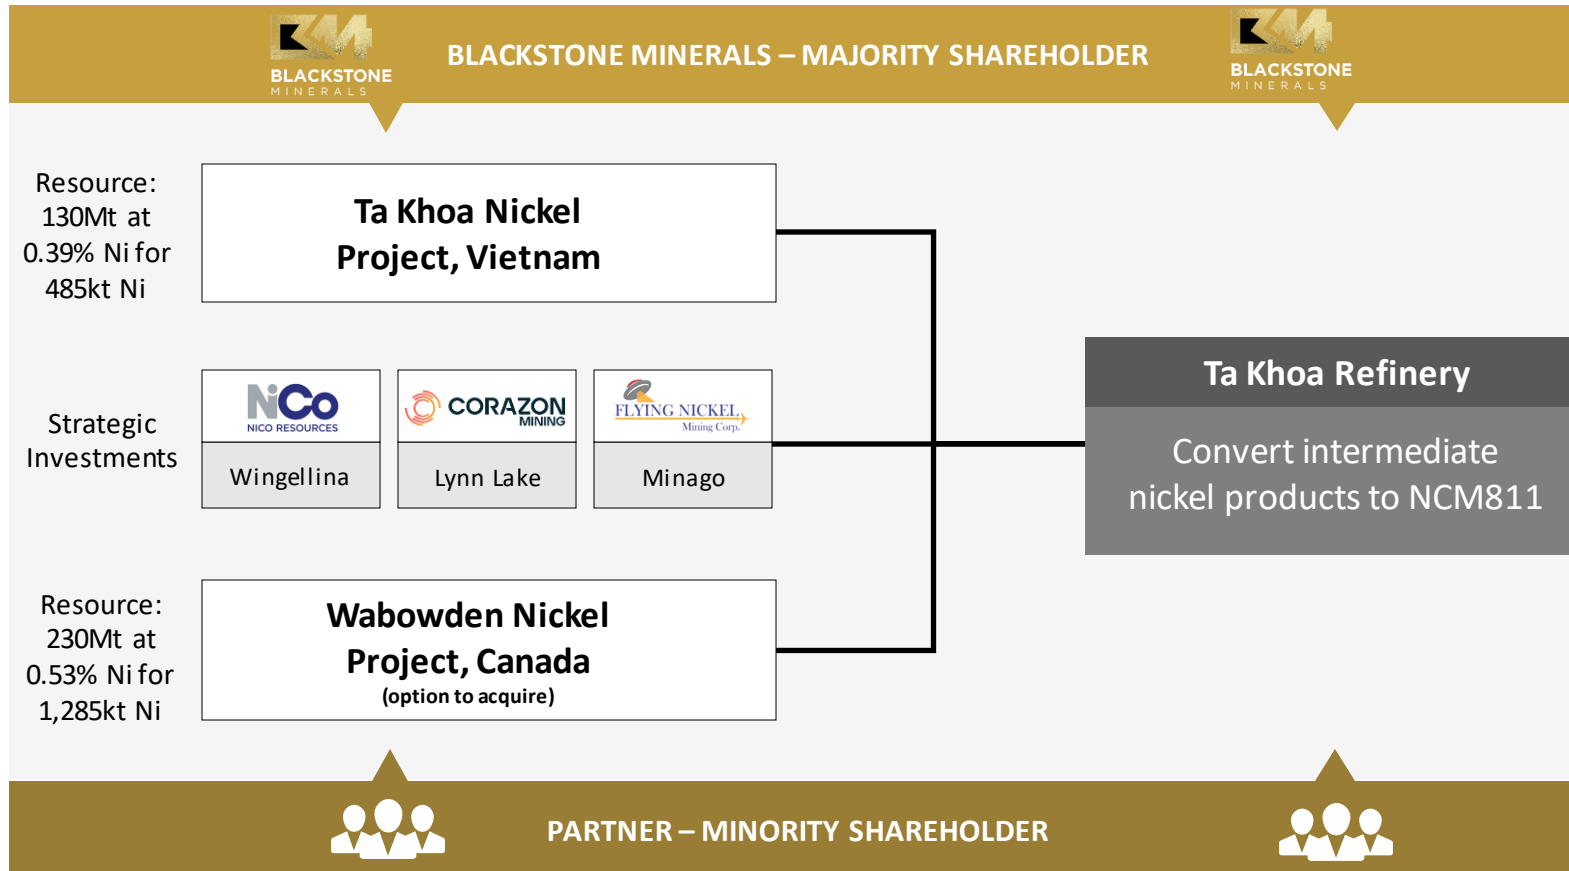 BLACKSTONE
MINERALS
BLACKSTONE MINERALS – MAJORITY SHAREHOLDER
BLACKSTONE
MINERALS
Resource:
130Mt at
0.39% Ni for
485kt Ni
Ta Khoa Nickel
Project, Vietnam
Strategic
Investments
NiCo
NICO RESOURCES
Wingellina
CORAZON
MINING
Lynn Lake
FLYING NICKEL
Mining Corp.
Minago
Ta Khoa Refinery
Convert intermediate
nickel products to NCM811
Resource:
230Mt at
0.53% Ni for
1,285kt Ni
Wabowden Nickel
Project, Canada
(option to acquire)
PARTNER – MINORITY SHAREHOLDER